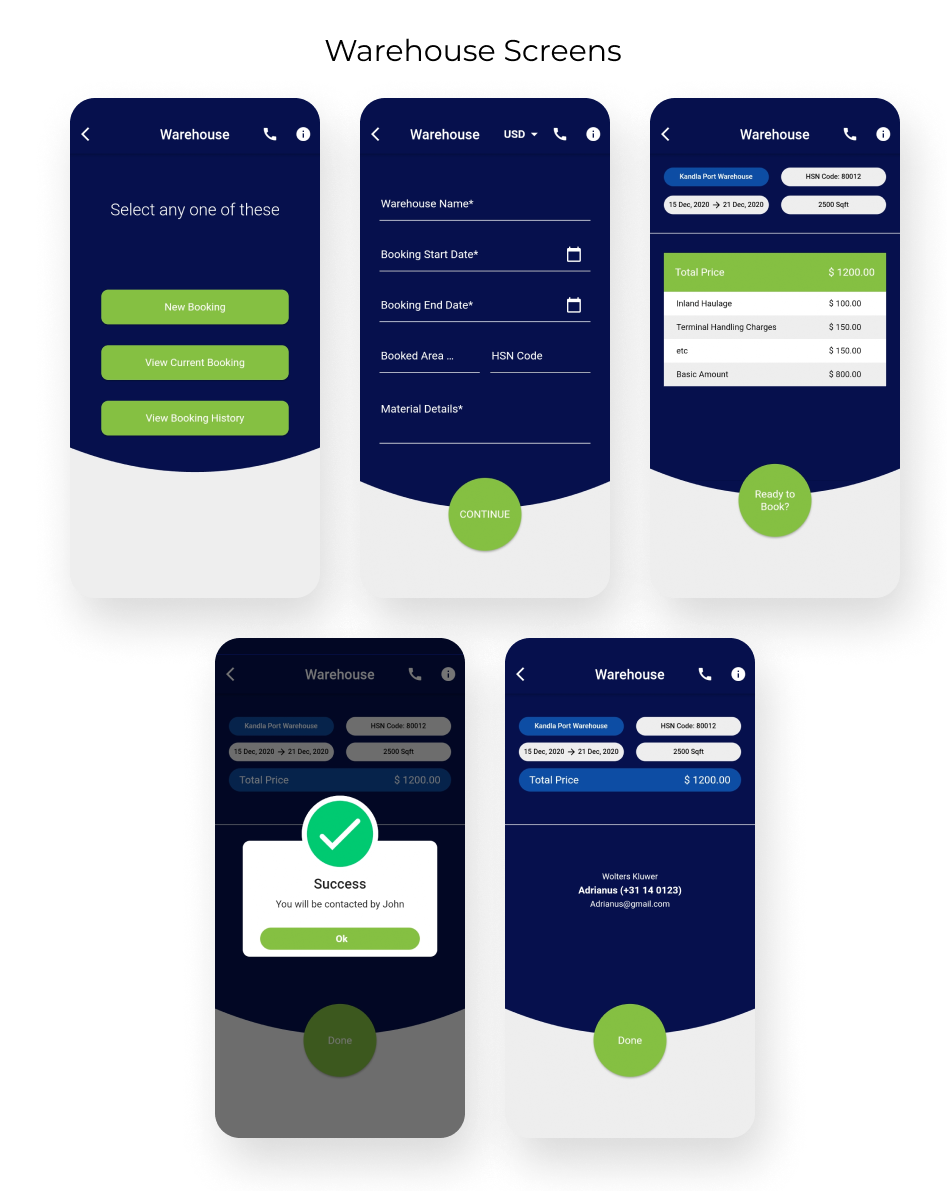 Warehouse Screens
Warehouse
Select any one of these
New Booking
View Current Booking
View Booking History
Warehouse USD
Warehouse Name*
Booking Start Date*
Booking End Date*
Booked Area ... HSN Code
Material Details*
CONTINUE
Warehouse
Kandla Port Warehouse HSN Code: 80012
15 Dec, 2020 → 21 Dec, 2020 2500 Sqft
Total Price $ 1200.00
Inland Haulage $ 100.00
Terminal Handling Charges $ 150.00
etc $ 150.00
Basic Amount $ 800.00
Ready to
Book?
Warehouse
Kandla Port Warehouse HSN Code: 80012
15 Dec, 2020 → 21 Dec, 2020 2500 Sqft
Total Price $ 1200.00
Success
You will be contacted by John
Ok
Done
Warehouse
Kandla Port Warehouse HSN Code: 80012
15 Dec, 2020 → 21 Dec, 2020 2500 Sqft
Total Price $ 1200.00
Wolters Kluwer
Adrianus (+31 14 0123)
Adrianus@gmail.com
Done